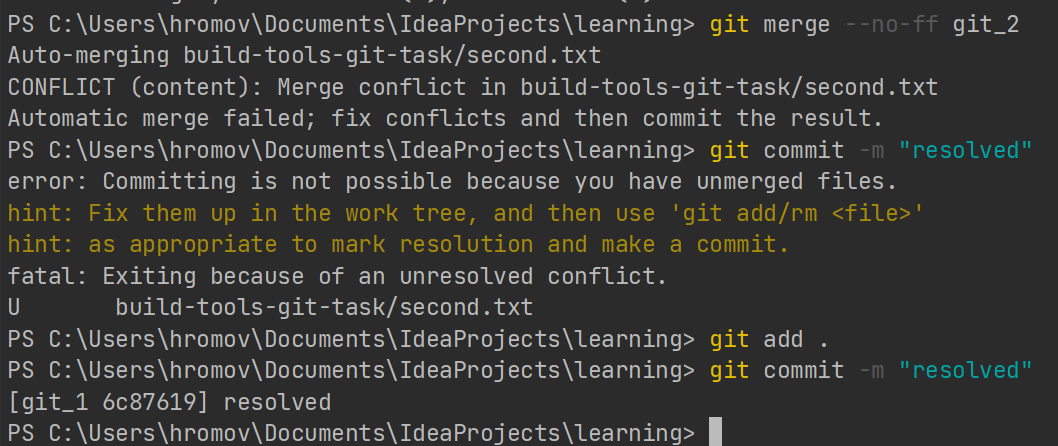 PS C:\Users\hromov\Documents\IdeaProjects\learning> git merge --no-ff git_2
Auto-merging build-tools-git-task/second.txt
CONFLICT (content): Merge conflict in build-tools-git-task/second.txt
Automatic merge failed; fix conflicts and then commit the result.
PS C:\Users\hromov\Documents\IdeaProjects\learning> git commit -m "resolved"
error: Committing is not possible because you have unmerged files.
hint: Fix them up in the work tree, and then use 'git add/rm <file>'
hint: as appropriate to mark resolution and make a commit.
fatal: Exiting because of an unresolved conflict.
U       build-tools-git-task/second.txt
PS C:\Users\hromov\Documents\IdeaProjects\learning> git add .
PS C:\Users\hromov\Documents\IdeaProjects\learning> git commit -m "resolved"
[git_1 6c87619] resolved
PS C:\Users\hromov\Documents\IdeaProjects\learning>